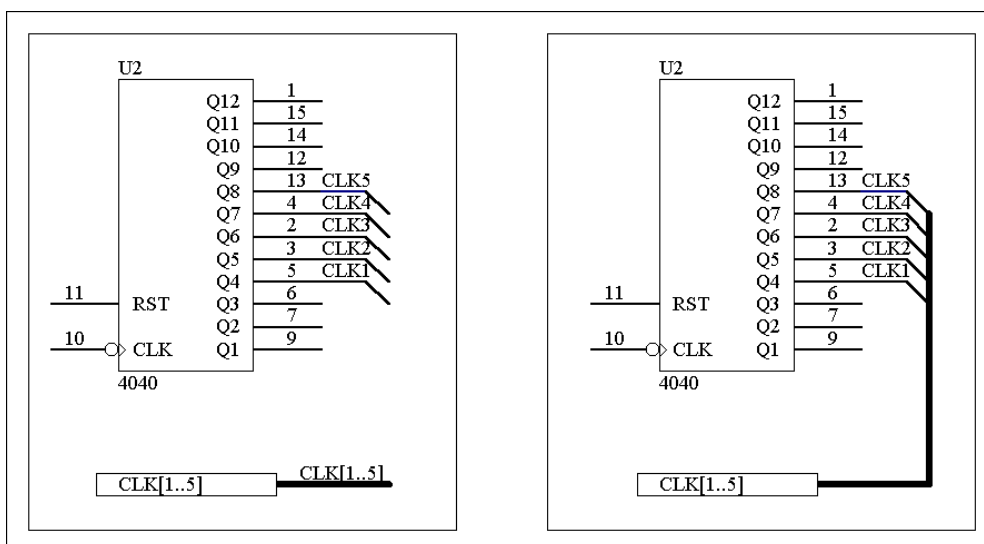 U2
Q12 1
Q11 15
Q10 14
Q9 12
Q8 13 CLK5
Q7 4 CLK4
Q6 2 CLK3
Q5 3 CLK2
Q4 5 CLK1
11 RST Q3 6
Q2 7
10 CLK Q1 9
4040
CLK[1..5]
CLK[1..5]
U2
Q12 1
Q11 15
Q10 14
Q9 12
Q8 13 CLK5
Q7 4 CLK4
Q6 2 CLK3
Q5 3 CLK2
Q4 5 CLK1
11 RST Q3 6
Q2 7
10 CLK Q1 9
4040
CLK[1..5]